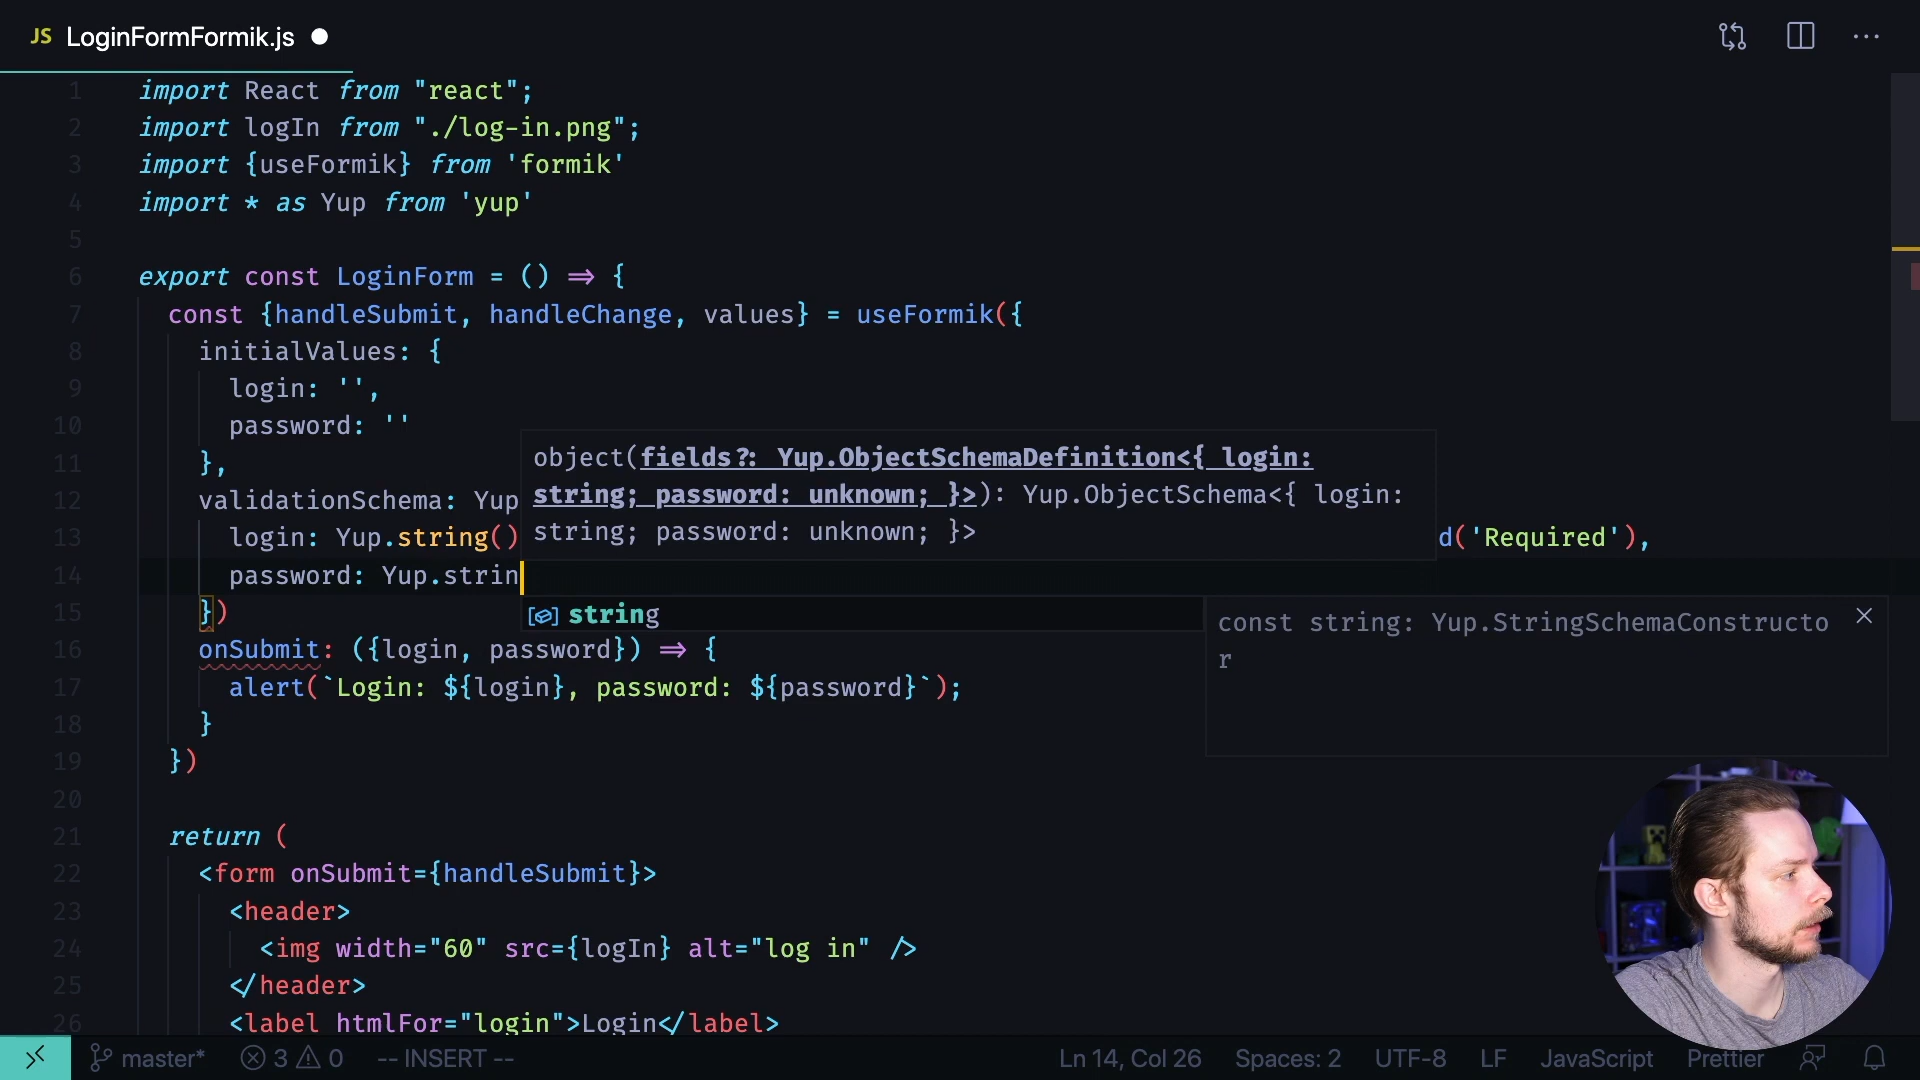 JS LoginFormFormik.js
1 import React from "react";
2 import logIn from "./log-in.png";
3 import {useFormik} from 'formik'
4 import * as Yup from 'yup'
5
6 export const LoginForm = () => {
7 const {handleSubmit, handleChange, values} = useFormik({
8 initialValues: {
9 login: '',
10 password: ''
11 },
object(fields?: Yup.ObjectSchemaDefinition<{ login:
string; password: unknown; }>): Yup.ObjectSchema<{ login:
string; password: unknown; }>
12 validationSchema: Yup
13 login: Yup.string() d('Required'),
14 password: Yup.strin
string
const string: Yup.StringSchemaConstructo
r
15 })
16 onSubmit: ({login, password}) => {
17 alert(`Login: ${login}, password: ${password}`);
18 }
19 })
20
21 return (
22 <form onSubmit={handleSubmit}>
23 <header>
24 <img width="60" src={logIn} alt="log in" />
25 </header>
26 <label htmlFor="login">Login</label>
master* 3 0 -- INSERT -- Ln 14, Col 26 Spaces: 2 UTF-8 LF JavaScript Prettier